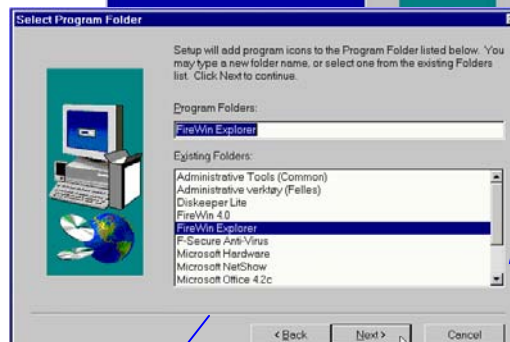 Select Program Folder
Setup will add program icons to the Program Folder listed below. You
may type a new folder name, or select one from the existing Folders
list. Click Next to continue.
Program Folders:
FireWin Explorer
Existing Folders:
Administrative Tools (Common)
Administrative verktøy (Felles)
Diskeeper Lite
FireWin 4.0
FireWin Explorer
F-Secure Anti-Virus
Microsoft Hardware
Microsoft NetShow
Microsoft Office 4.2c
< Back
Next >
Cancel